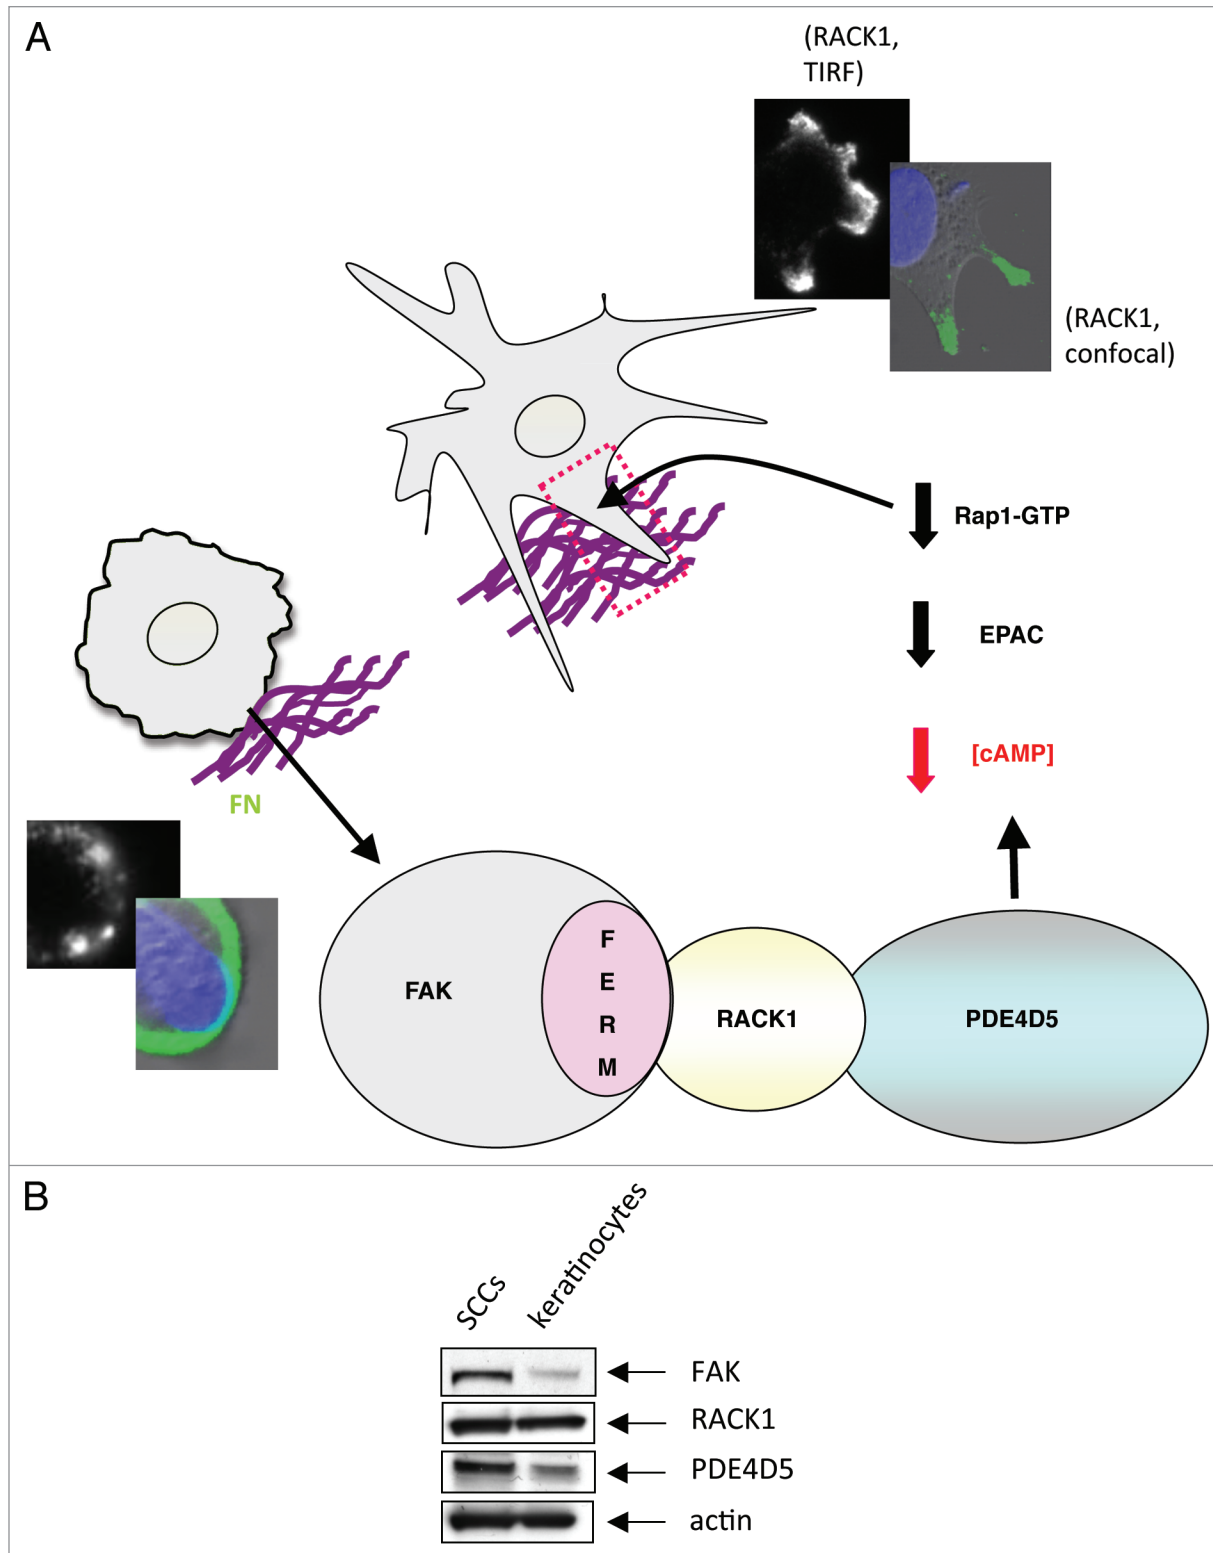 A
(RACK1,
TIRF)
(RACK1,
confocal)
Rap1-GTP
EPAC
[cAMP]
FN
FAK
F
E
R
M
RACK1
PDE4D5
B
SCCs
keratinocytes
FAK
RACK1
PDE4D5
actin